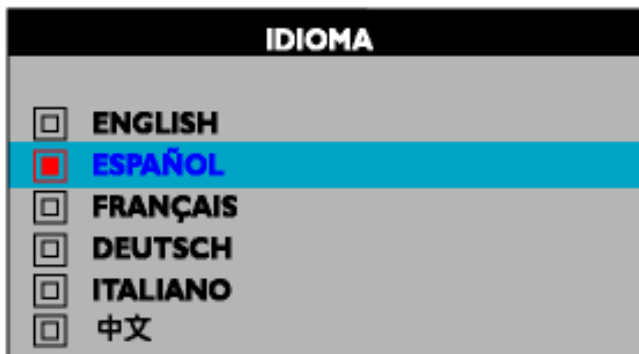 IDIOMA
ENGLISH
ESPAÑOL
FRANÇAIS
DEUTSCH
ITALIANO
中文